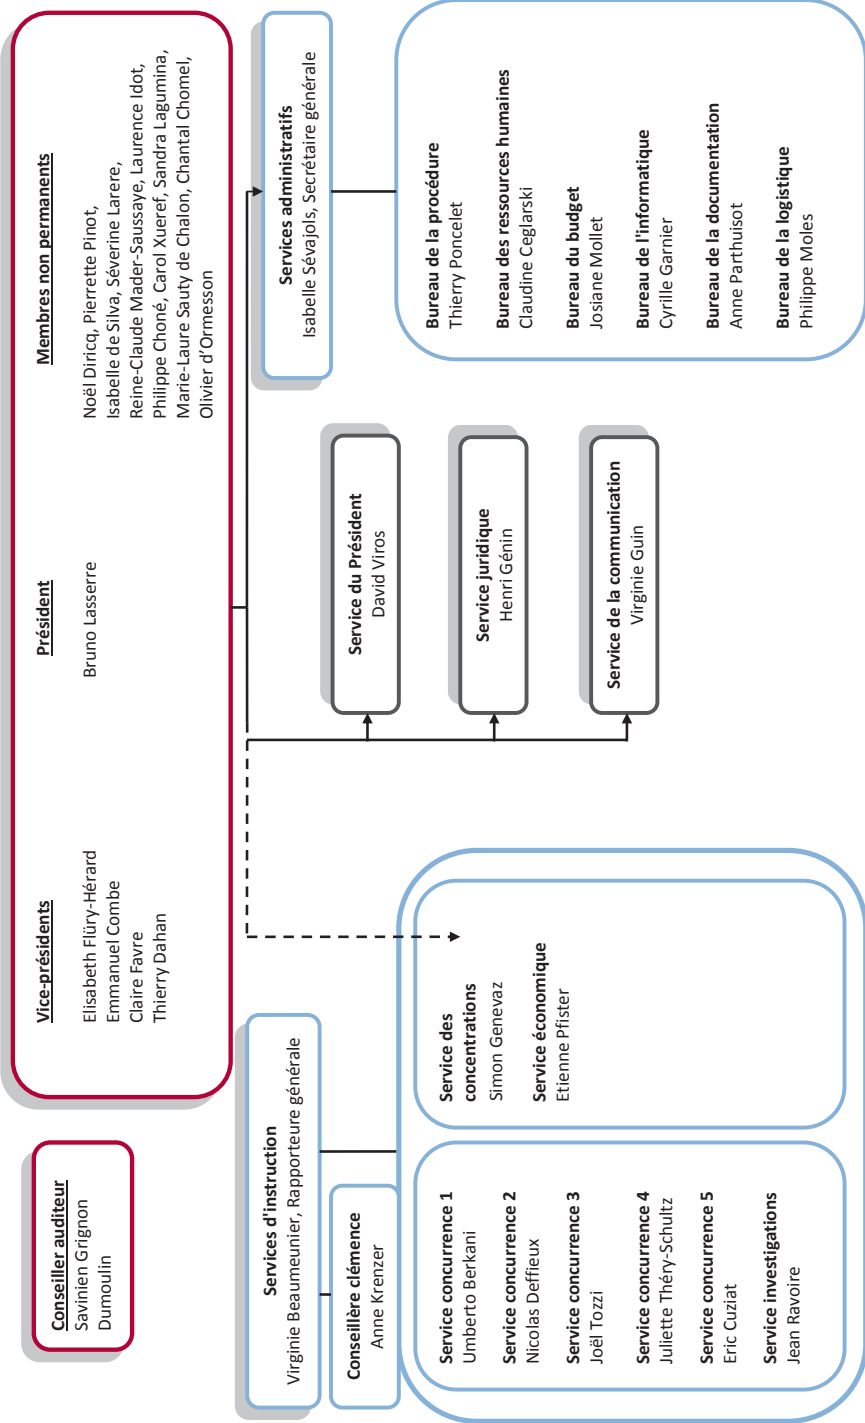 Conseiller auditeur
Savinien Grignon
Dumoulin
Vice-présidents
Elisabeth Flüry-Hérard
Emmanuel Combe
Claire Favre
Thierry Dahan
Président
Bruno Lasserre
Membres non permanents
Noël Diricq, Pierrette Pinot,
Isabelle de Silva, Séverine Larere,
Reine-Claude Mader-Saussaye, Laurence Idot,
Philippe Choné, Carol Xueref, Sandra Lagumina,
Marie-Laure Sauty de Chalon, Chantal Chomel,
Olivier d’Ormesson
Services d'instruction
Virginie Beaumeunier, Rapporteure générale
Conseillère clémence
Anne Krenzer
Service concurrence 1
Umberto Berkani
Service concurrence 2
Nicolas Deffieux
Service concurrence 3
Joël Tozzi
Service concurrence 4
Juliette Théry-Schultz
Service concurrence 5
Eric Cuziat
Service investigations
Jean Ravoire
Service des
concentrations
Simon Genevaz
Service économique
Etienne Pfister
Service du Président
David Viros
Service juridique
Henri Génin
Service de la communication
Virginie Guin
Services administratifs
Isabelle Sévajols, Secrétaire générale
Bureau de la procédure
Thierry Poncelet
Bureau des ressources humaines
Claudine Ceglarski
Bureau du budget
Josiane Mollet
Bureau de l'informatique
Cyrille Garnier
Bureau de la documentation
Anne Parthuisot
Bureau de la logistique
Philippe Moles